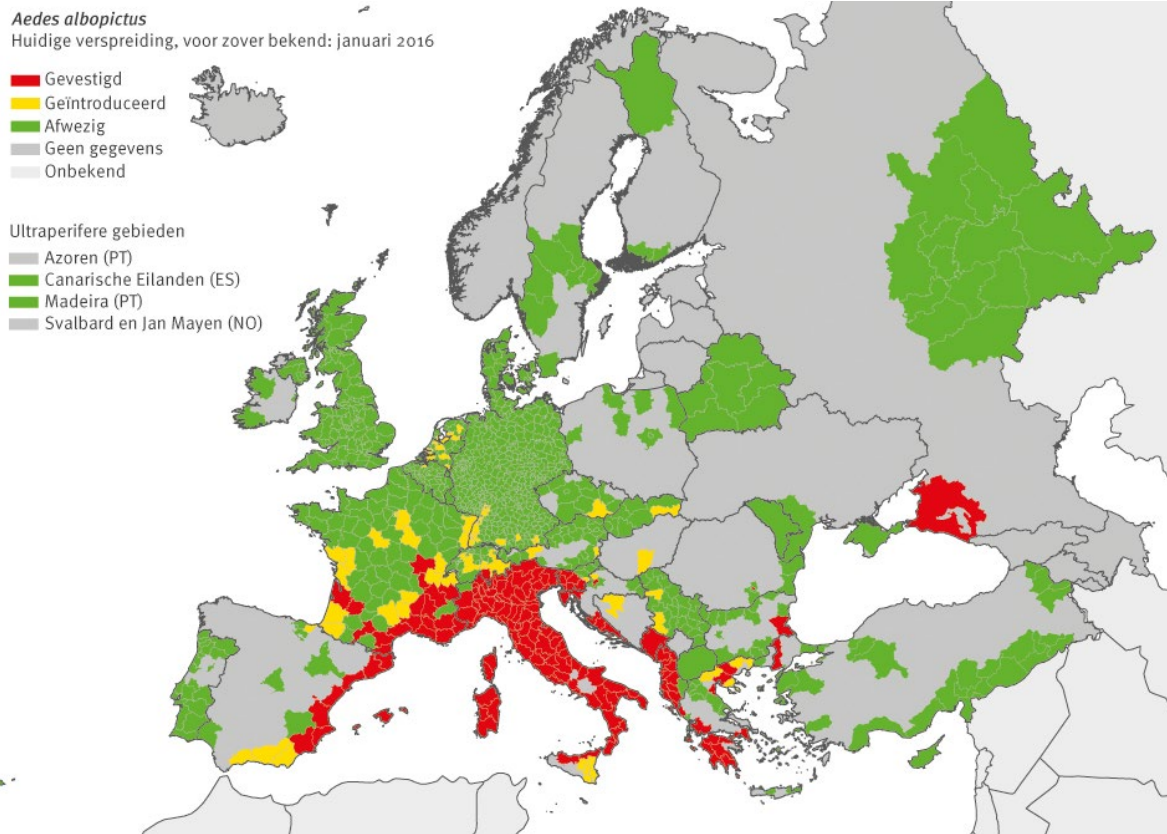 Aedes albopictus
Huidige verspreiding, voor zover bekend: januari 2016
Gevestigd
Geïntroduceerd
Afwezig
Geen gegevens
Onbekend
Ultraperifere gebieden
Azoren (PT)
Canarische Eilanden (ES)
Madeira (PT)
Svalbard en Jan Mayen (NO)